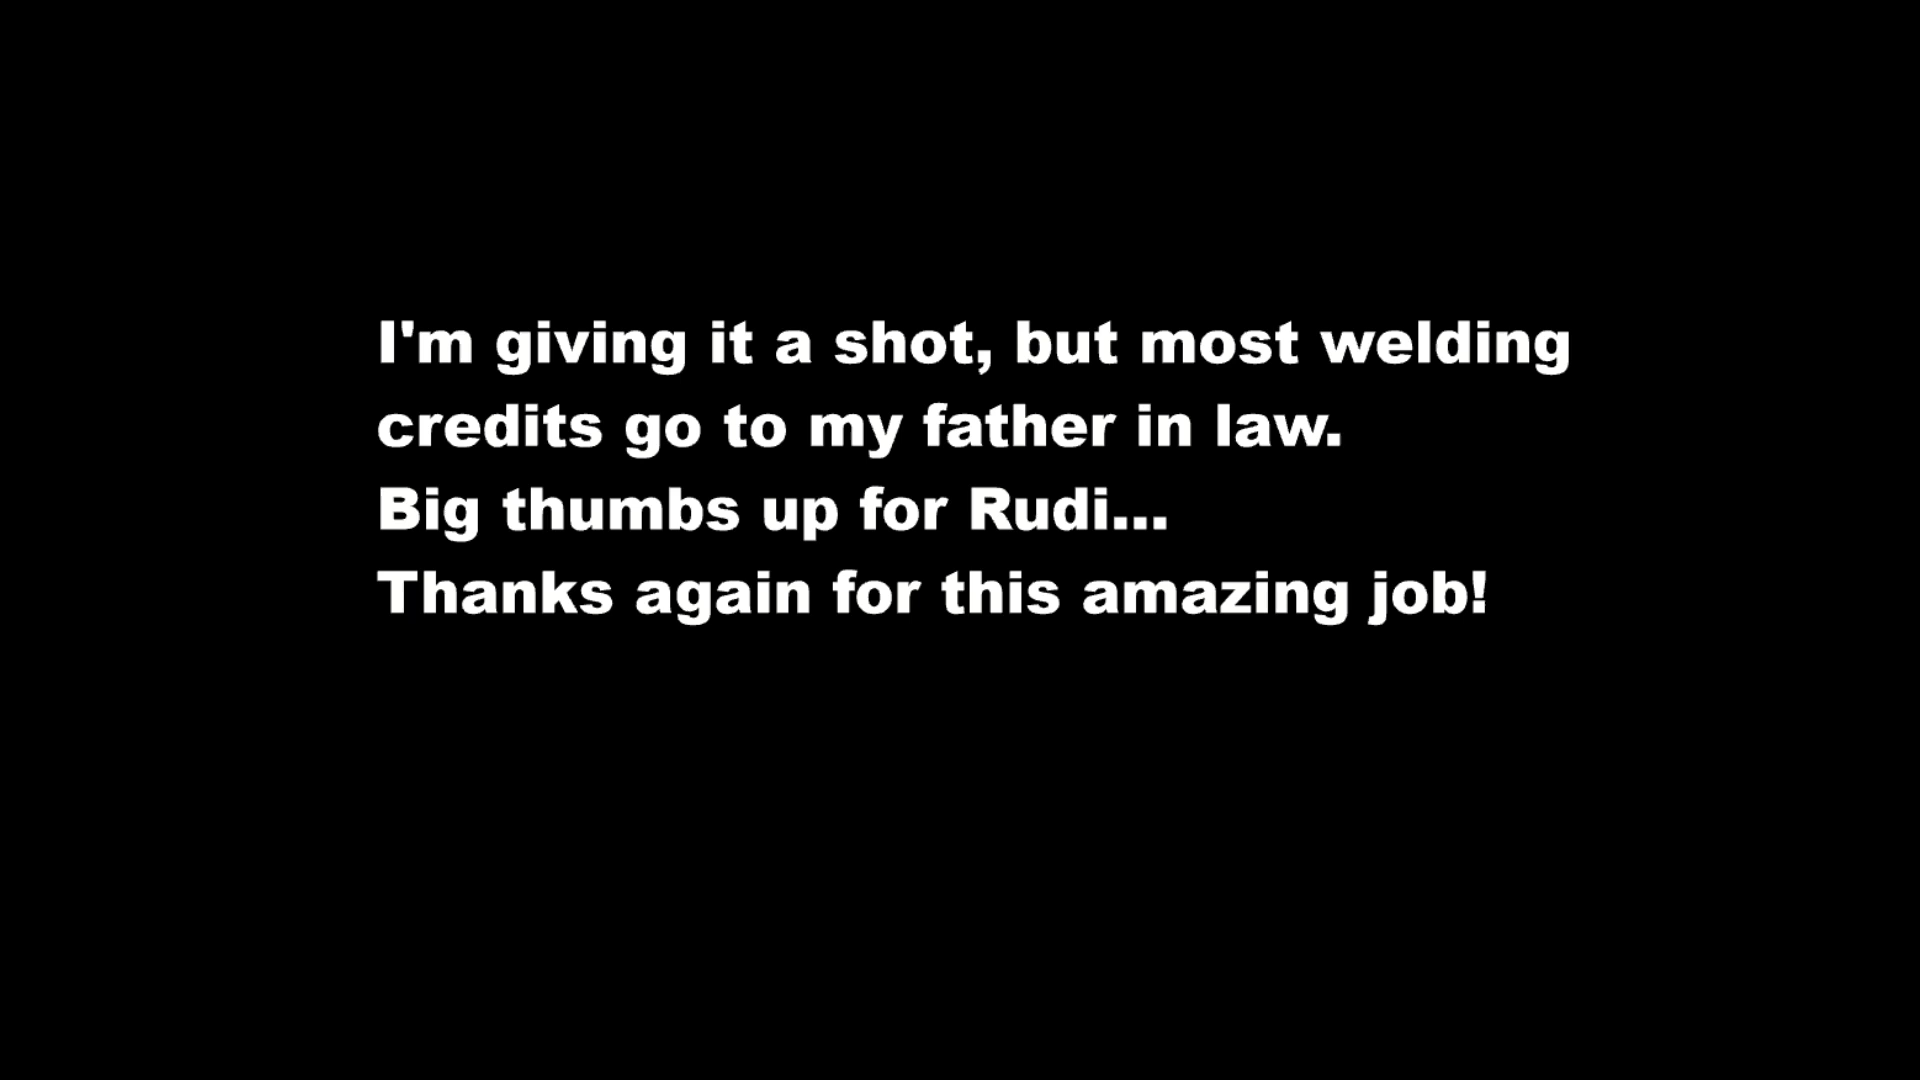 I'm giving it a shot, but most welding
credits go to my father in law.
Big thumbs up for Rudi...
Thanks again for this amazing job!